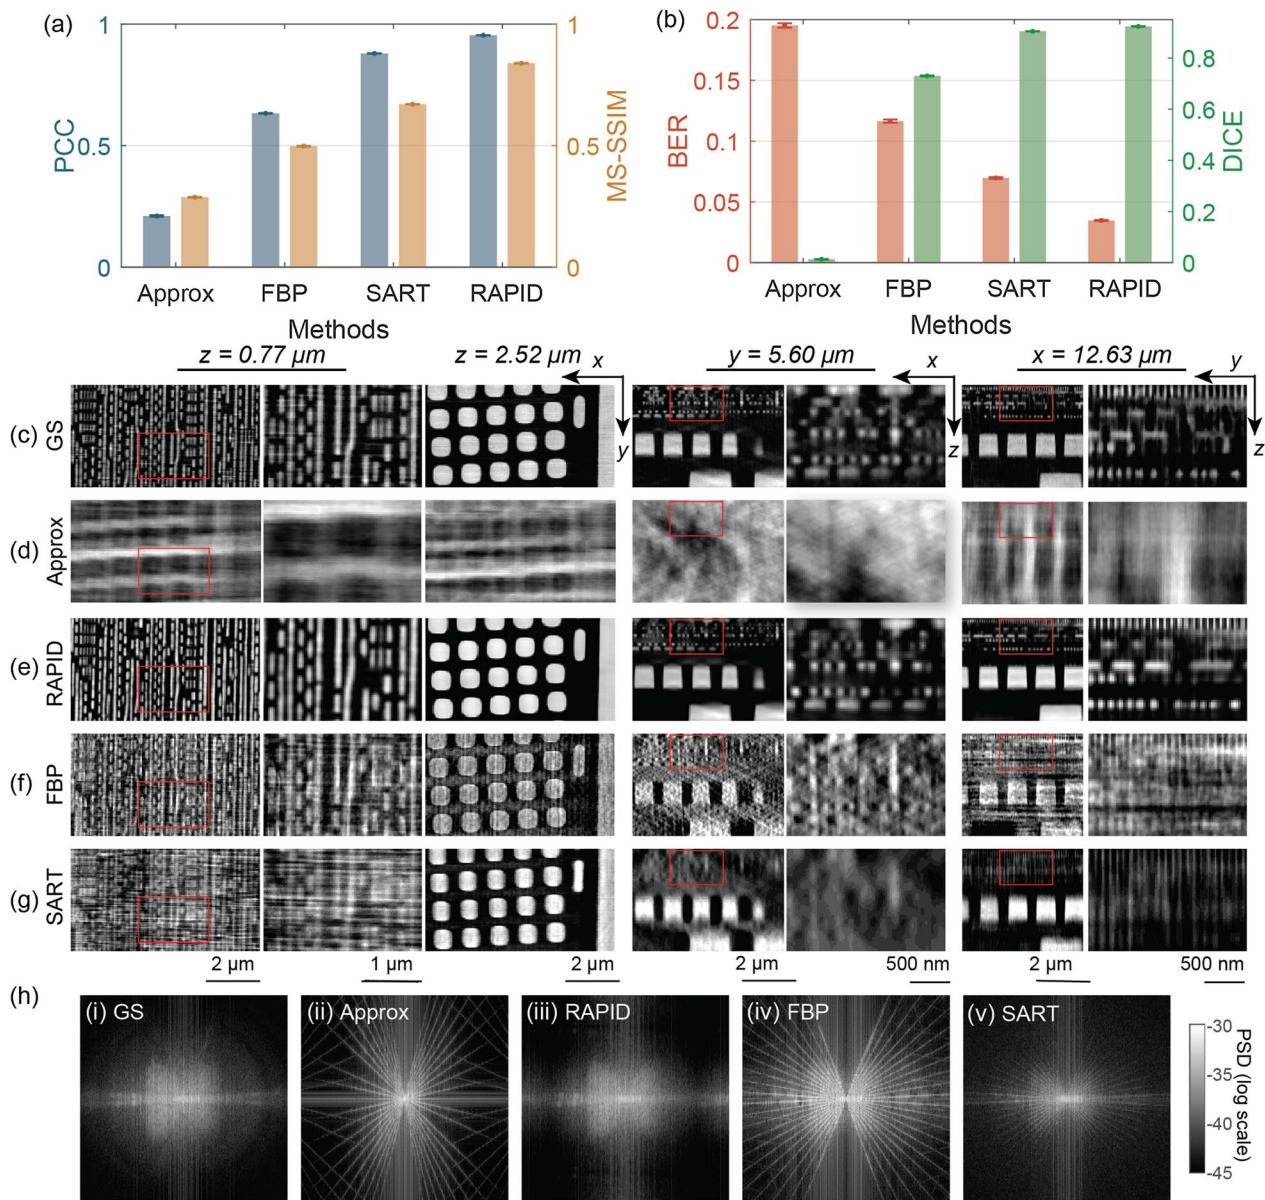 (a)
1
0.5
0
PCC
1
0.5
0
MS-SSIM
Approx FBP SART RAPID
Methods
(b)
0.2
0.15
0.1
0.05
0
BER
0.8
0.6
0.4
0.2
0
DICE
Approx FBP SART RAPID
Methods
z = 0.77 μm
z = 2.52 μm
x
y
y = 5.60 μm
x
z
x = 12.63 μm
y
z
(c) GS
(d) Approx
(e) RAPID
(f) FBP
(g) SART
2 μm 1 μm 2 μm 2 μm 500 nm 2 μm 500 nm
(h)
(i) GS
(ii) Approx
(iii) RAPID
(iv) FBP
(v) SART
-30
-35
-40
-45
PSD (log scale)